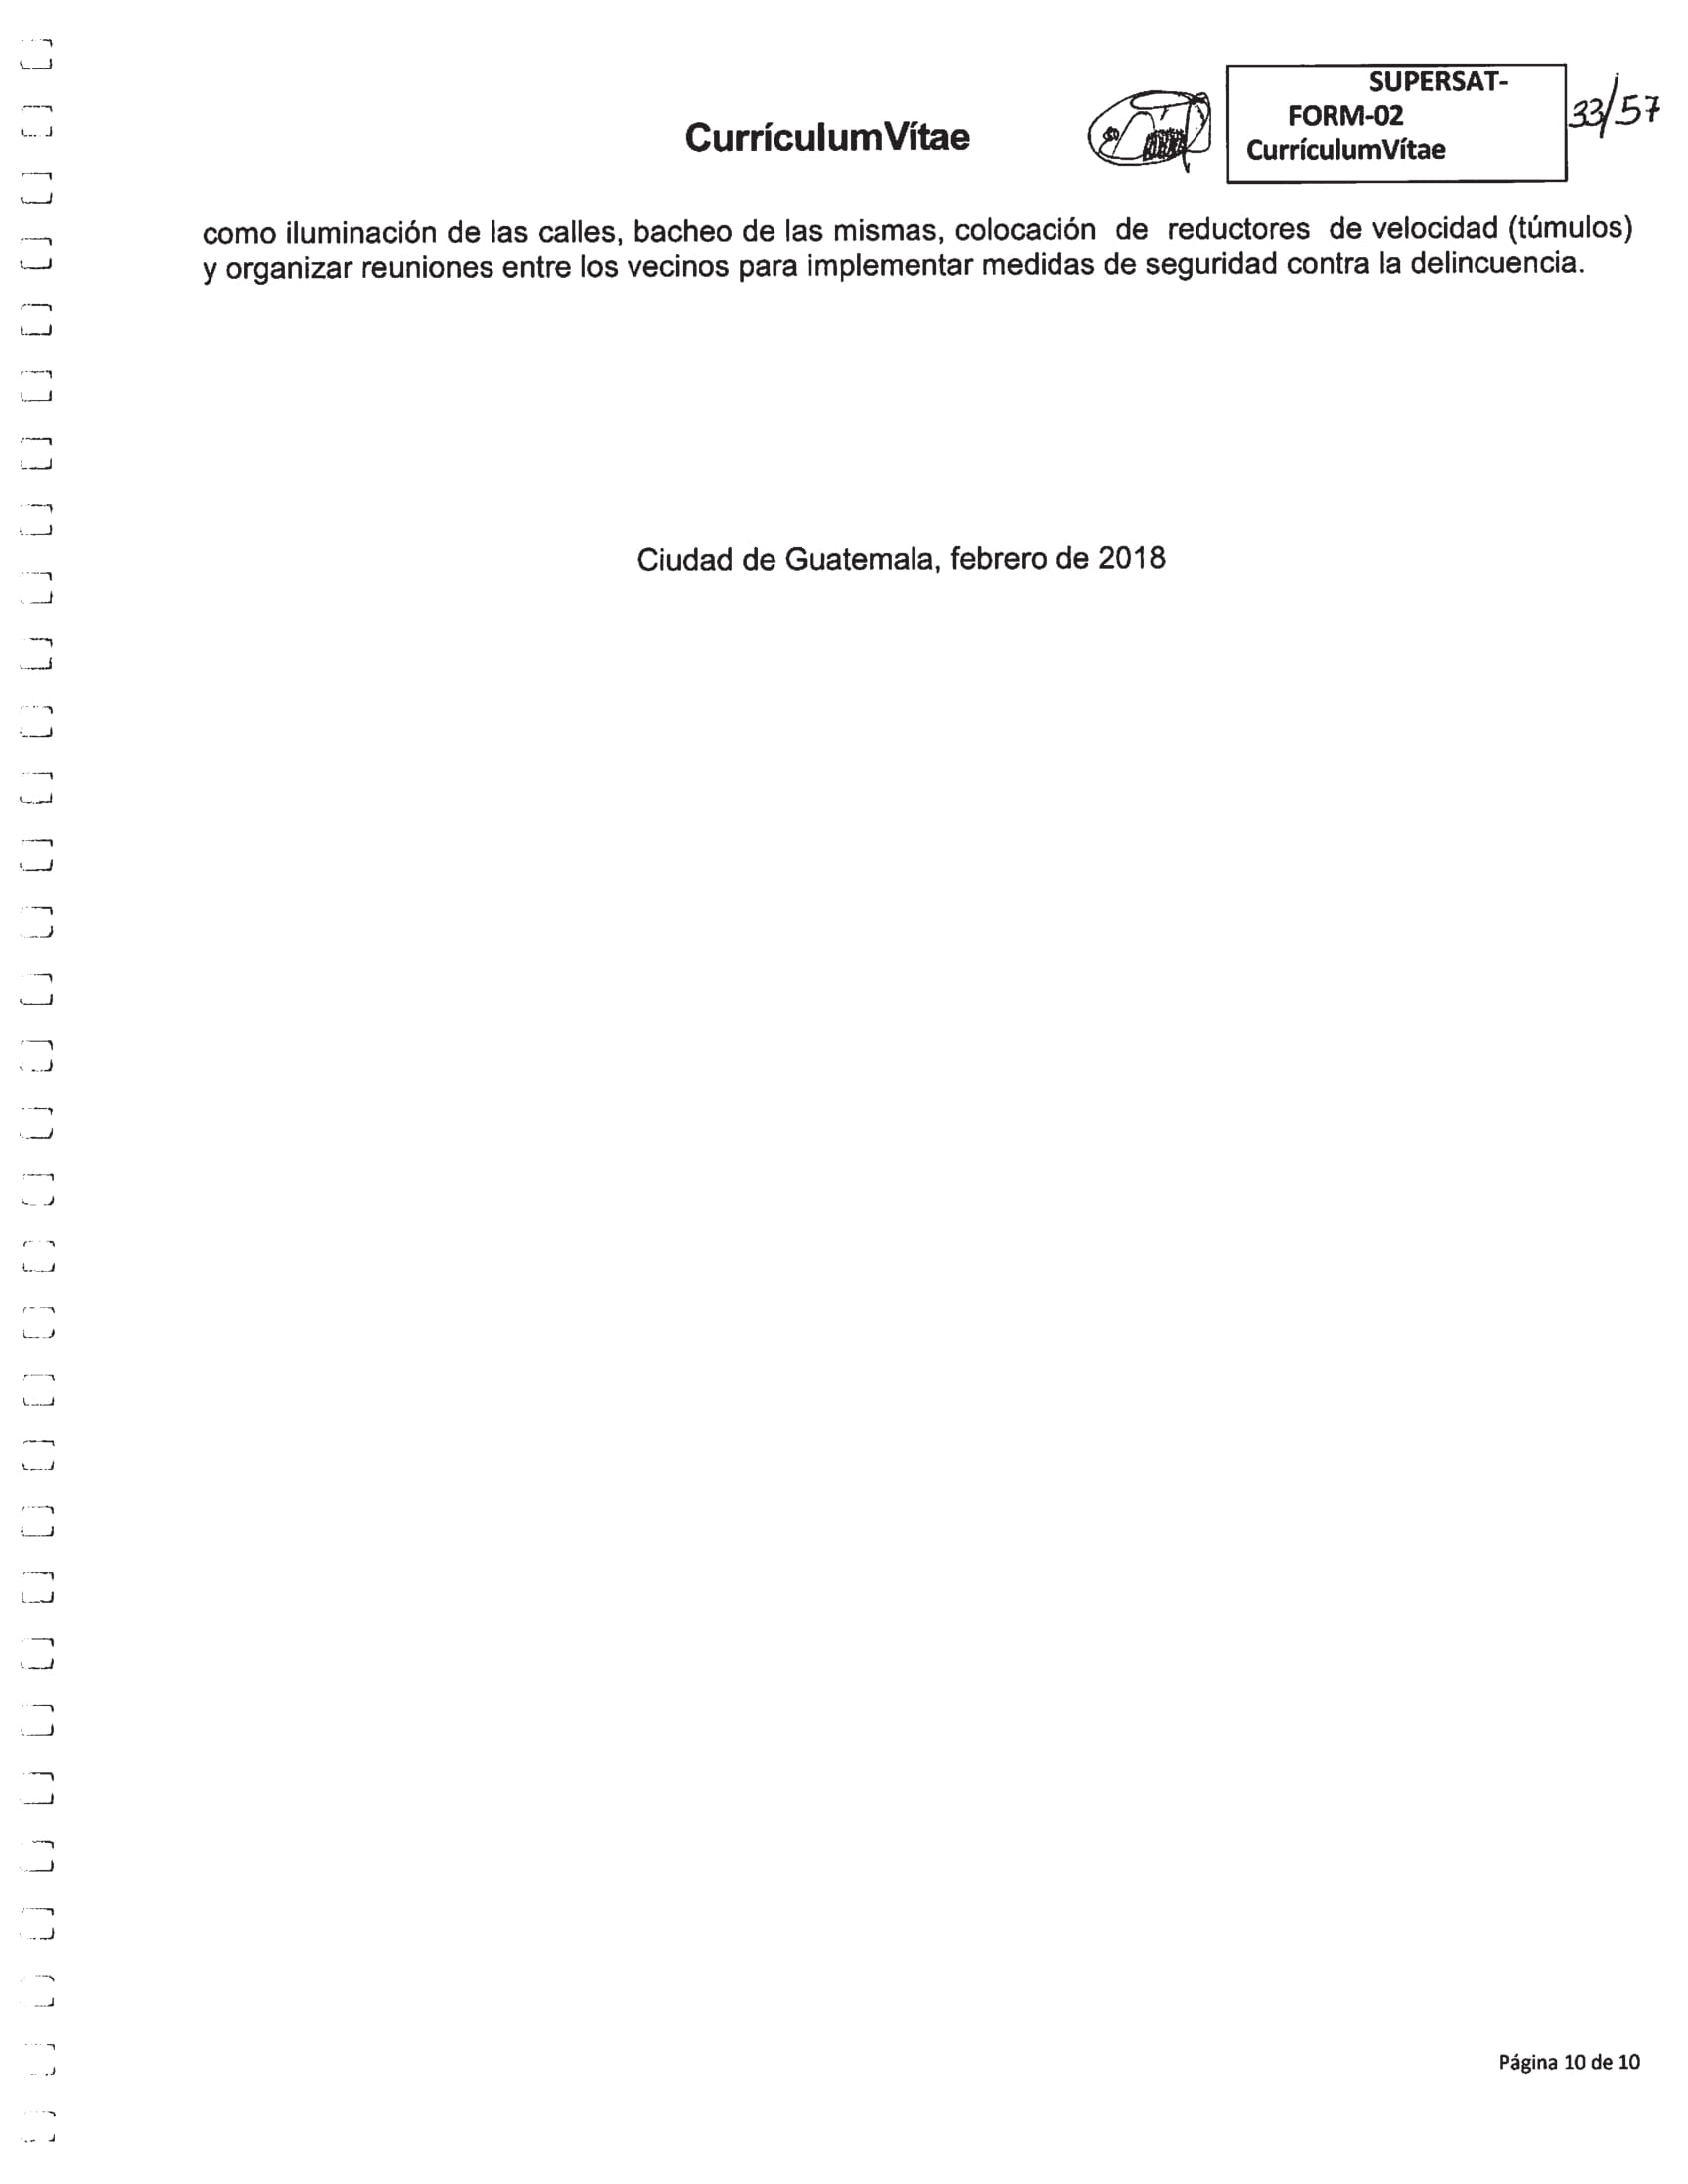 CurrículumVítae
SUPERSAT-
FORM-02
CurrículumVítae
33/57
como iluminación de las calles, bacheo de las mismas, colocación de reductores de velocidad (túmulos)
y organizar reuniones entre los vecinos para implementar medidas de seguridad contra la delincuencia.
Ciudad de Guatemala, febrero de 2018
Página 10 de 10